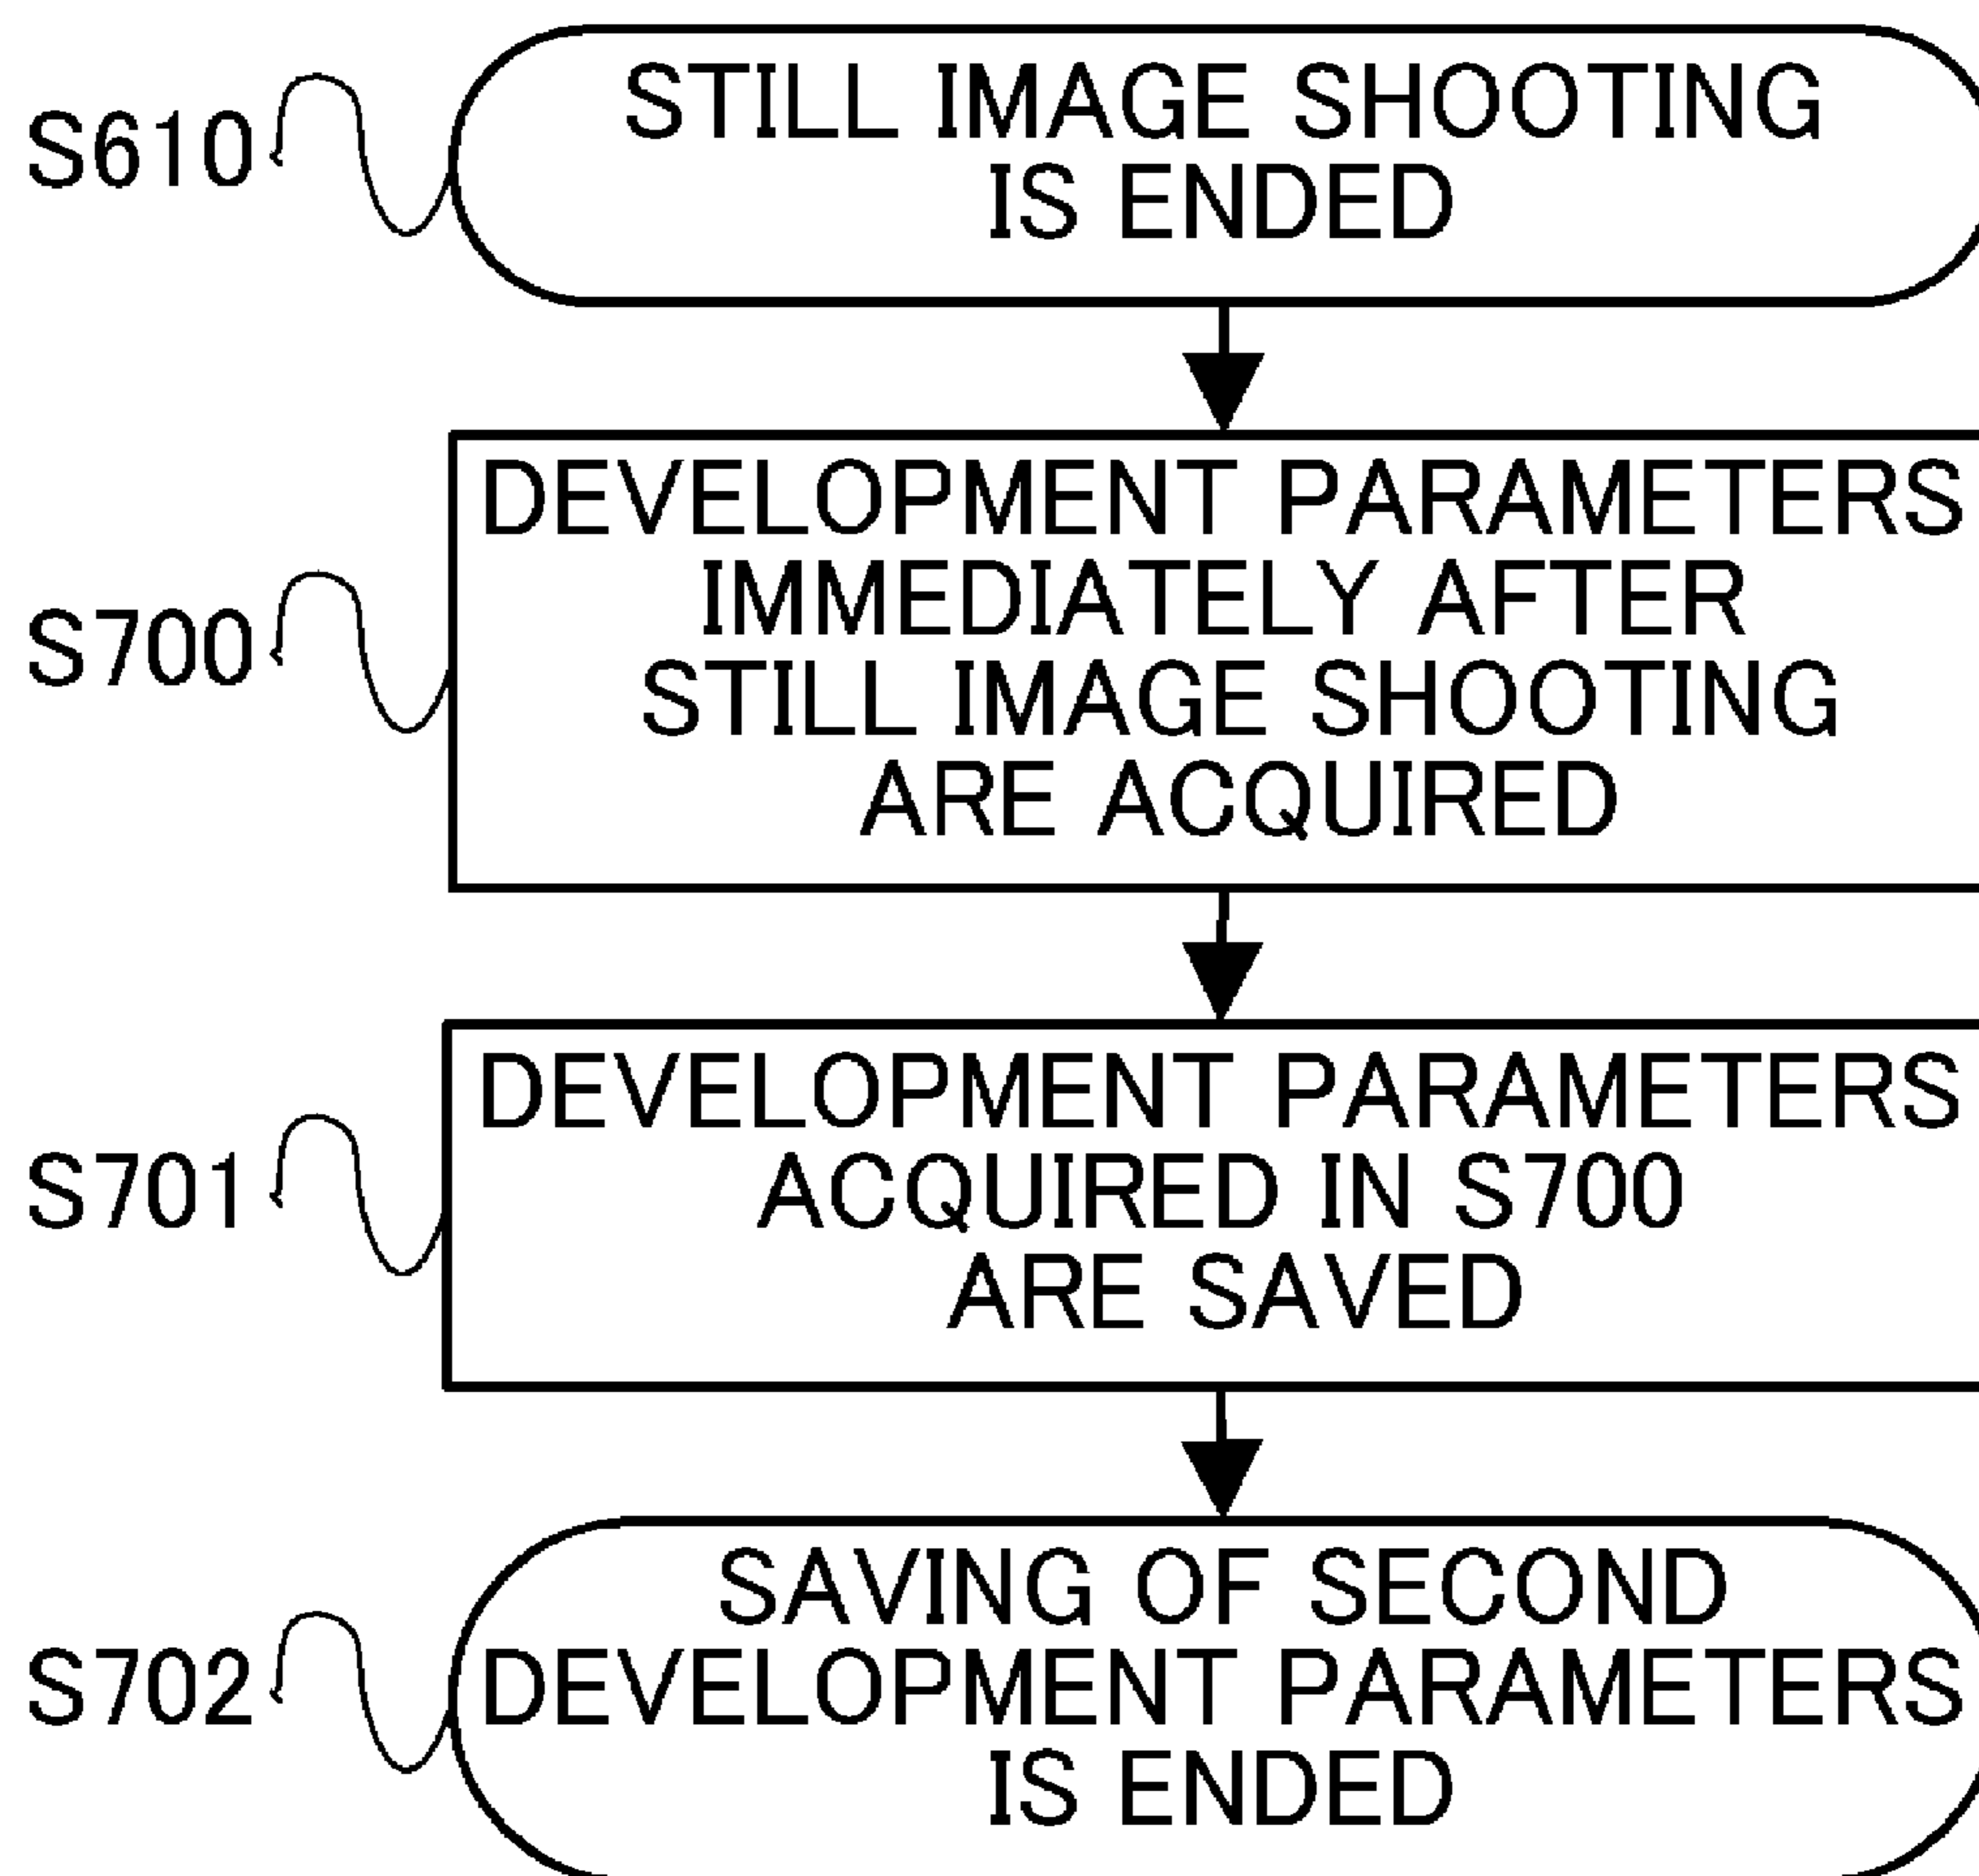 S610
STILL IMAGE SHOOTING
IS ENDED
S700
DEVELOPMENT PARAMETERS
IMMEDIATELY AFTER
STILL IMAGE SHOOTING
ARE ACQUIRED
S701
DEVELOPMENT PARAMETERS
ACQUIRED IN S700
ARE SAVED
S702
SAVING OF SECOND
DEVELOPMENT PARAMETERS
IS ENDED